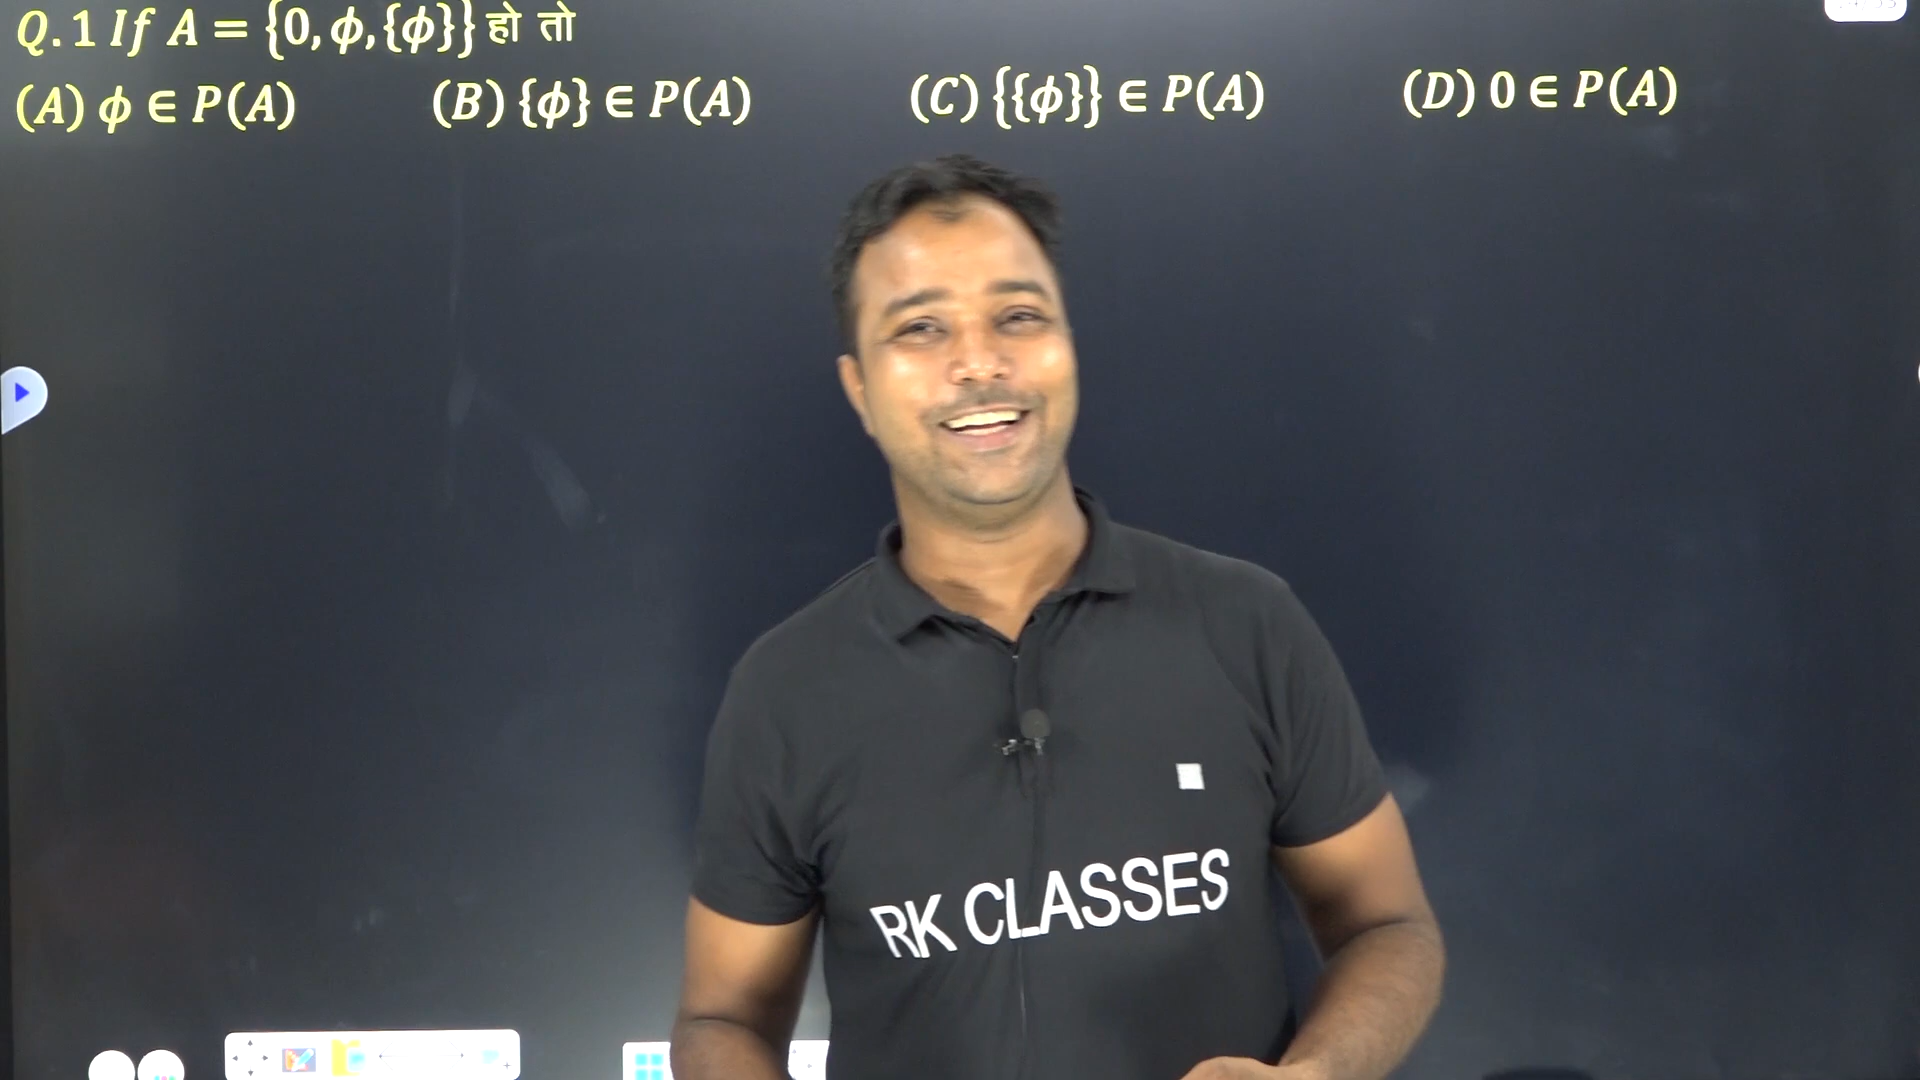 Q. 1 If A = {0, ϕ, {ϕ}} हो तो
(A) ϕ ∈ P(A) (B) {ϕ} ∈ P(A) (C) {{ϕ}} ∈ P(A) (D) 0 ∈ P(A)
RK CLASSES